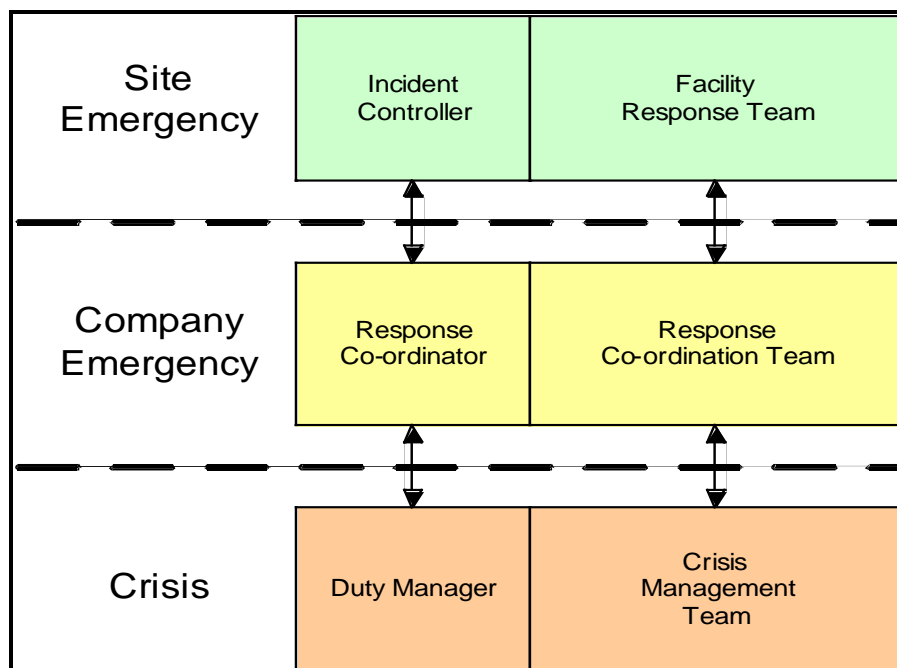 Site
Emergency
Incident
Controller
Facility
Response Team
Company
Emergency
Response
Co-ordinator
Response
Co-ordination Team
Crisis
Duty Manager
Crisis
Management
Team